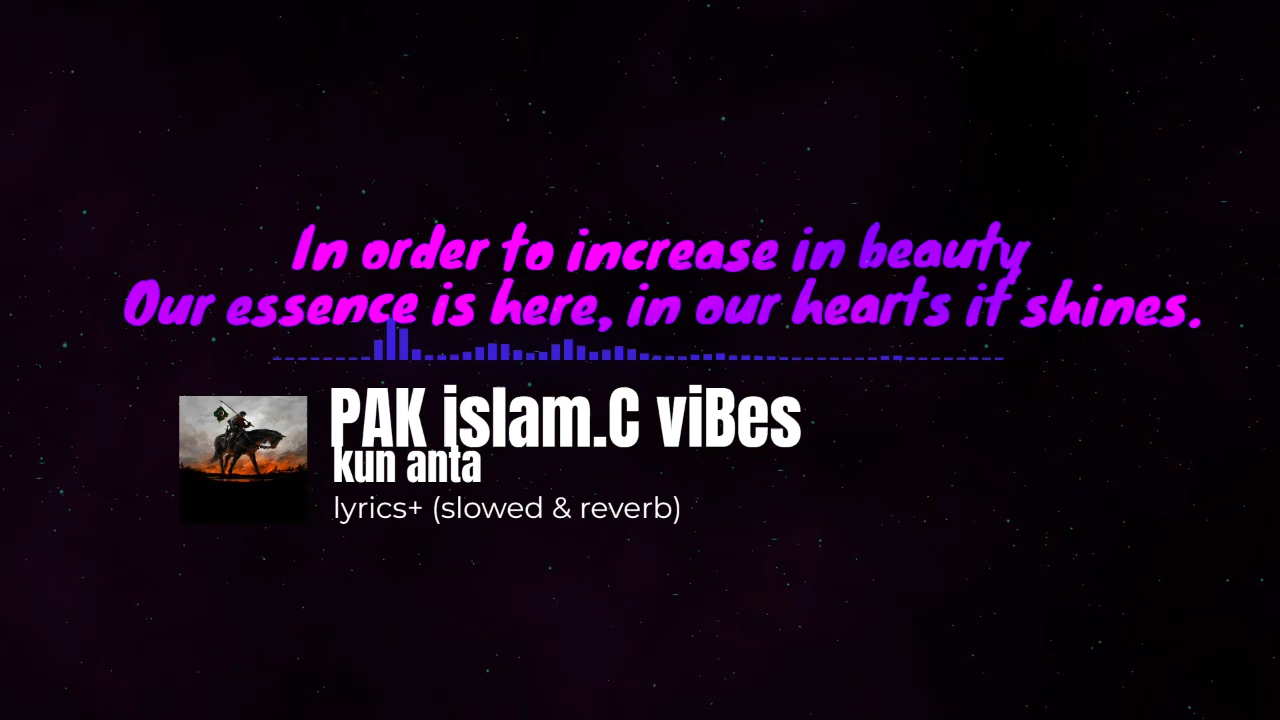 In order to increase in beauty
Our essence is here, in our hearts it shines.
PAK islam.C viBes
kun anta
lyrics+ (slowed & reverb)